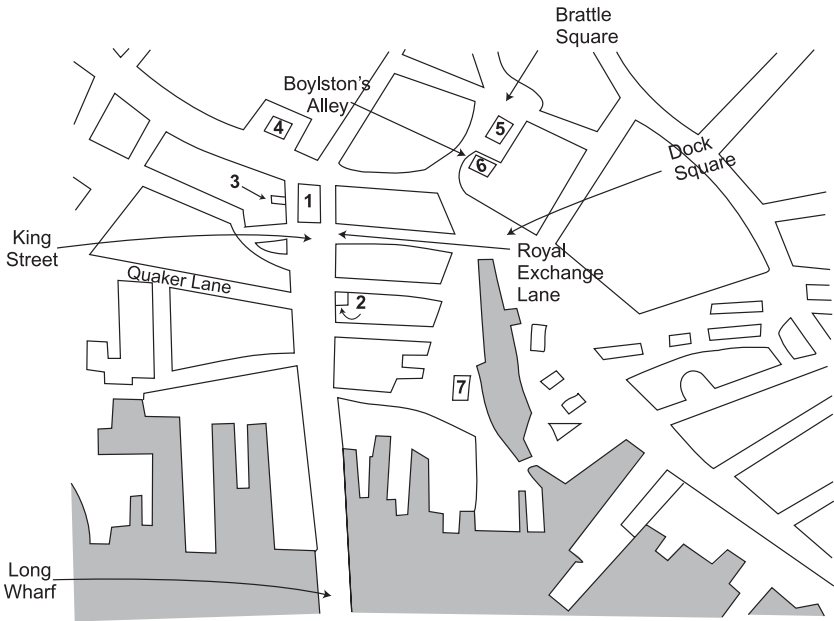 Brattle
Square
Boylston's
Alley
4
5
6
Dock
Square
3
1
King
Street
Royal
Exchange
Lane
Quaker Lane
2
7
Long
Wharf